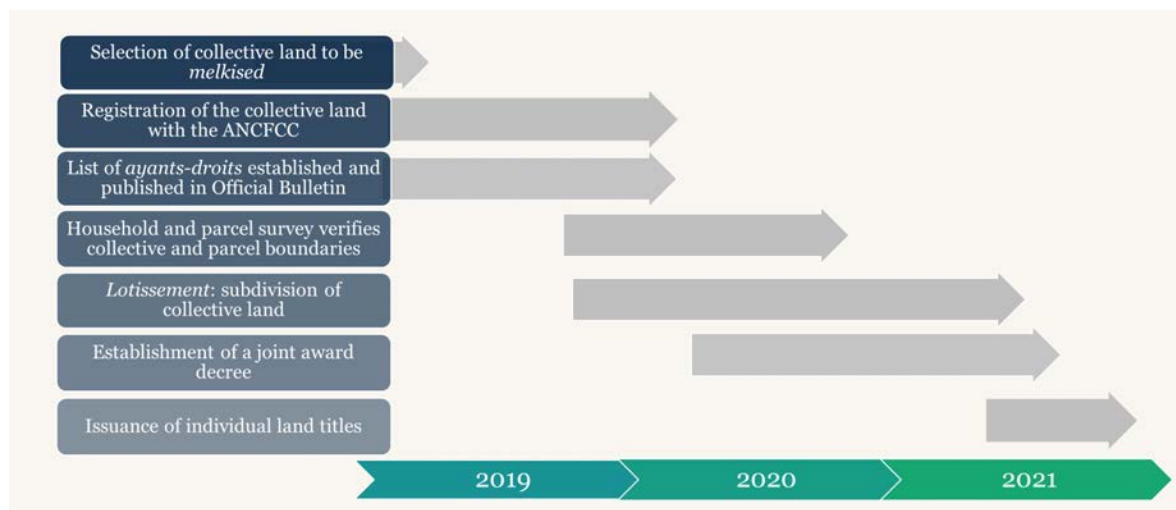 Selection of collective land to be
melkised
Registration of the collective land
with the ANCFCC
List of ayants-droits established and
published in Official Bulletin
Household and parcel survey verifies
collective and parcel boundaries
Lotissement: subdivision of
collective land
Establishment of a joint award
decree
Issuance of individual land titles
2019 2020 2021